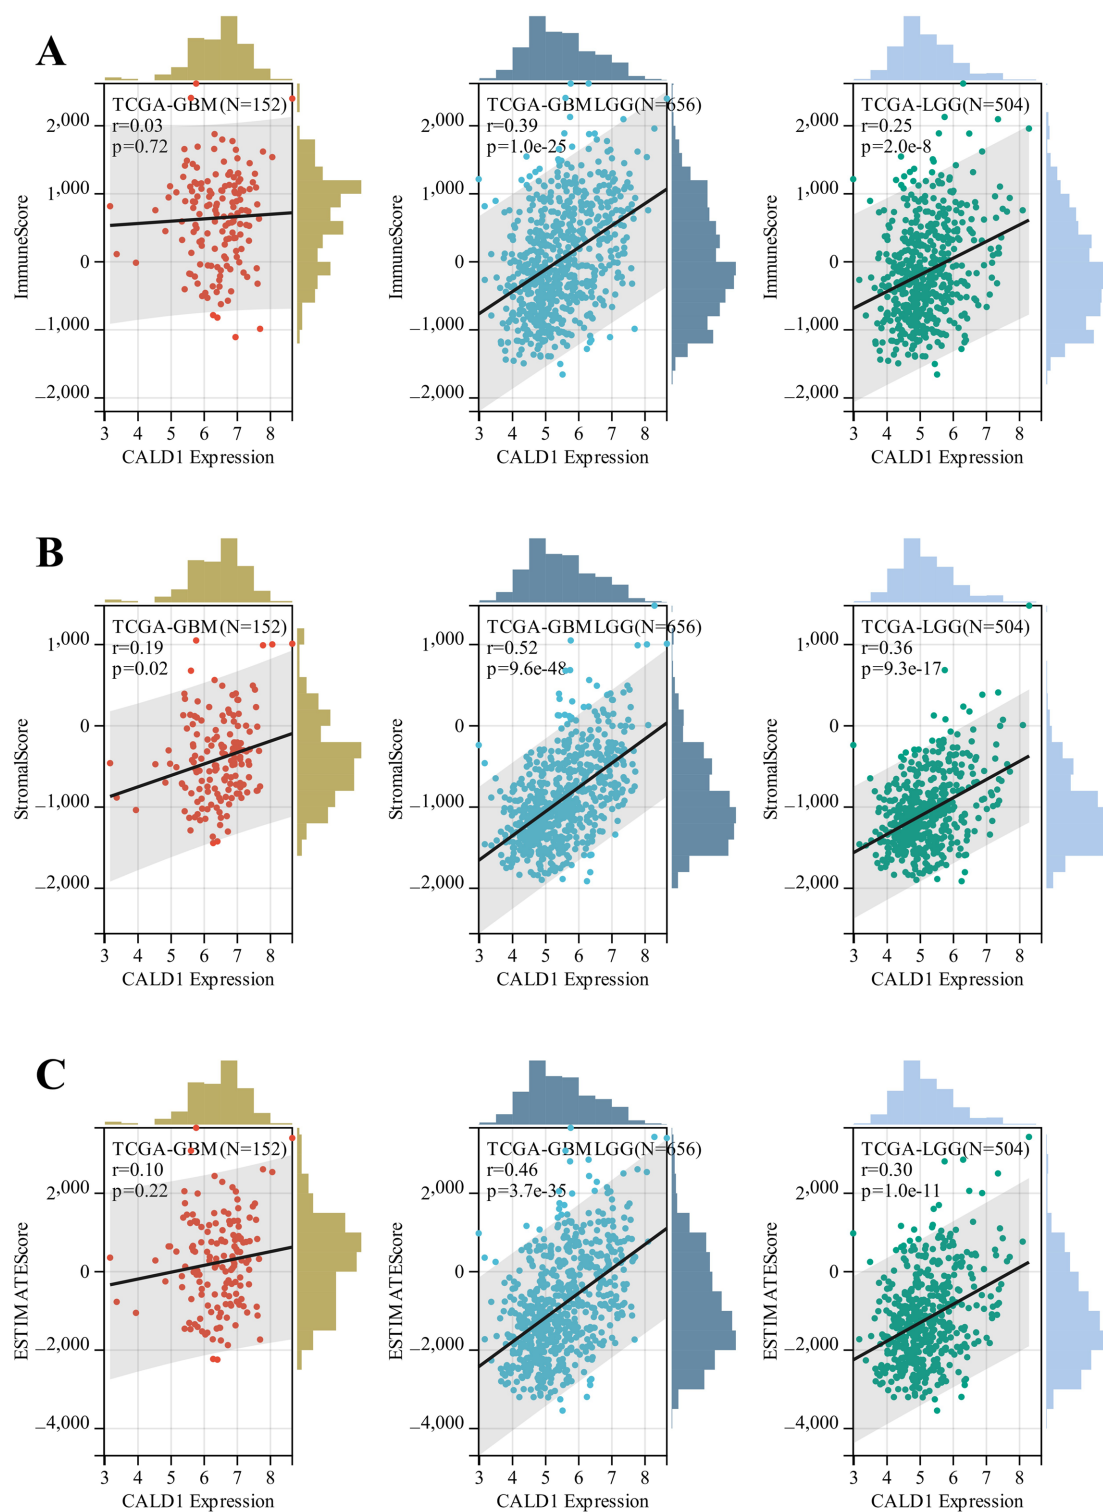 A
TCGA-GBM(N=152)
r=0.03
p=0.72
2,000
1,000
0
−1,000
−2,000
ImmuneScore
3 4 5 6 7 8
CALD1 Expression
TCGA-GBMLGG(N=656)
r=0.39
p=1.0e-25
2,000
1,000
0
−1,000
−2,000
ImmuneScore
3 4 5 6 7 8
CALD1 Expression
TCGA-LGG(N=504)
r=0.25
p=2.0e-8
2,000
1,000
0
−1,000
−2,000
ImmuneScore
3 4 5 6 7 8
CALD1 Expression
B
TCGA-GBM(N=152)
r=0.19
p=0.02
1,000
0
−1,000
−2,000
StromalScore
3 4 5 6 7 8
CALD1 Expression
TCGA-GBMLGG(N=656)
r=0.52
p=9.6e-48
1,000
0
−1,000
−2,000
StromalScore
3 4 5 6 7 8
CALD1 Expression
TCGA-LGG(N=504)
r=0.36
p=9.3e-17
1,000
0
−1,000
−2,000
StromalScore
3 4 5 6 7 8
CALD1 Expression
C
TCGA-GBM(N=152)
r=0.10
p=0.22
2,000
0
−2,000
−4,000
ESTIMATEScore
3 4 5 6 7 8
CALD1 Expression
TCGA-GBMLGG(N=656)
r=0.46
p=3.7e-35
2,000
0
−2,000
−4,000
ESTIMATEScore
3 4 5 6 7 8
CALD1 Expression
TCGA-LGG(N=504)
r=0.30
p=1.0e-11
2,000
0
−2,000
−4,000
ESTIMATEScore
3 4 5 6 7 8
CALD1 Expression